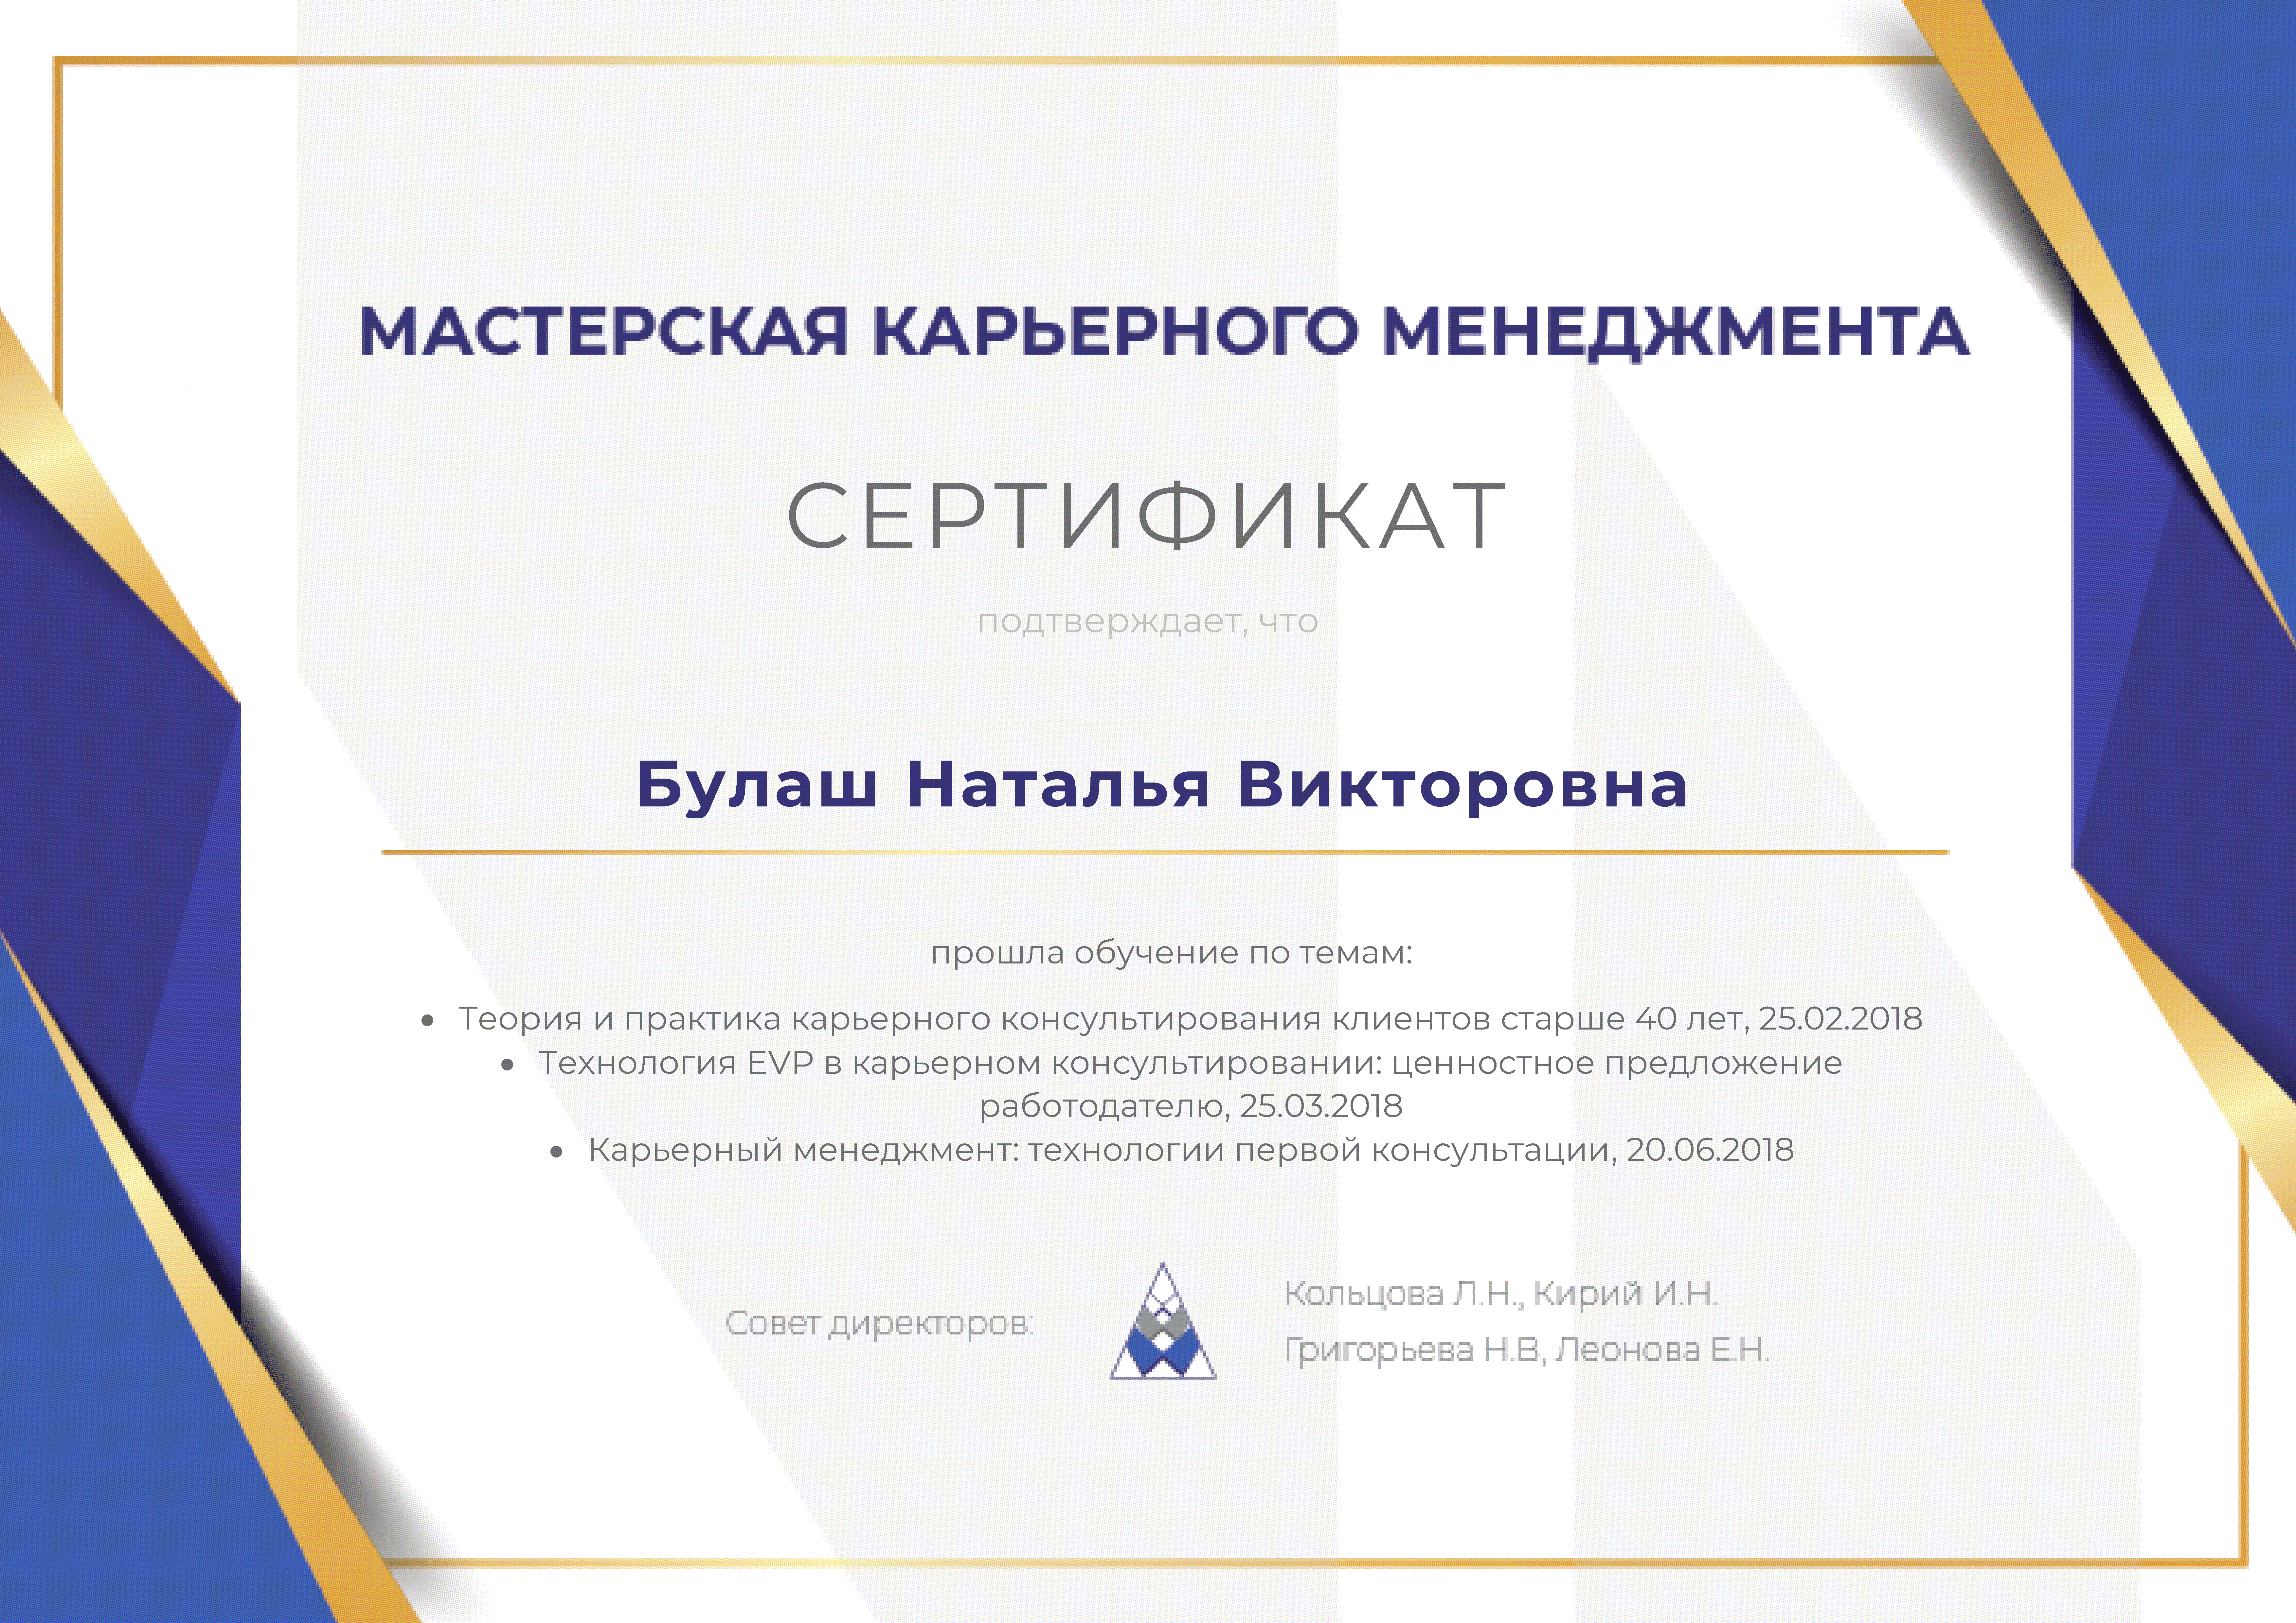 МАСТЕРСКАЯ КАРЬЕРНОГО МЕНЕДЖМЕНТА
СЕРТИФИКАТ
подтверждает, что
Булаш Наталья Викторовна
прошла обучение по темам:
• Теория и практика карьерного консультирования клиентов старше 40 лет, 25.02.2018
• Технология EVP в карьерном консультировании: ценностное предложение
работодателю, 25.03.2018
• Карьерный менеджмент: технологии первой консультации, 20.06.2018
Совет директоров:
Кольцова Л.Н., Кирий И.Н.
Григорьева Н.В, Леонова Е.Н.